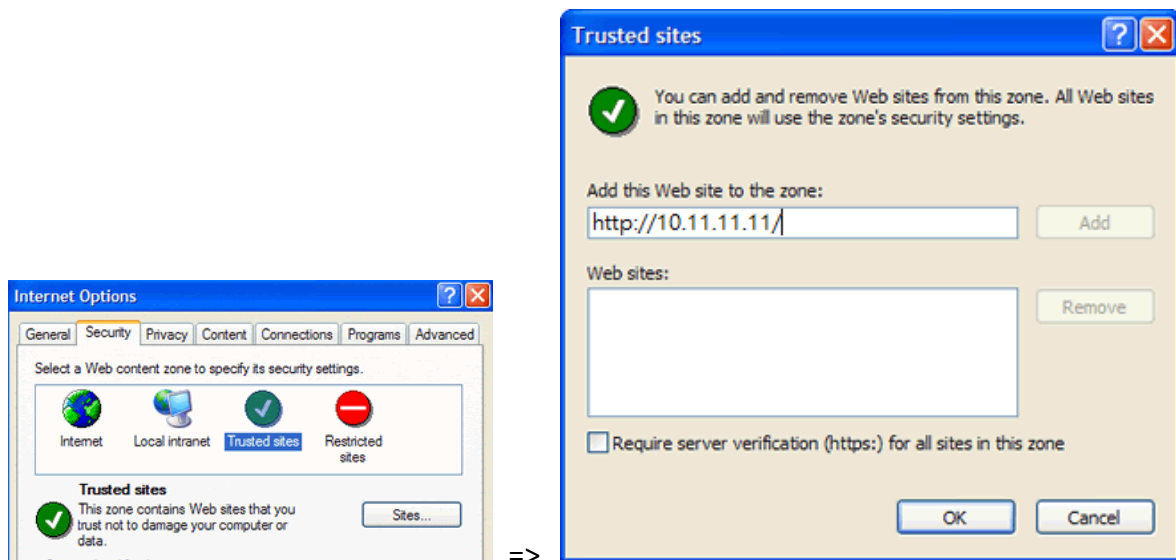 Internet Options
General Security Privacy Content Connections Programs Advanced
Select a Web content zone to specify its security settings.
Internet Local intranet Trusted sites Restricted
sites
Trusted sites
This zone contains Web sites that you
trust not to damage your computer or
data.
Sites...
=>
Trusted sites
You can add and remove Web sites from this zone. All Web sites
in this zone will use the zone's security settings.
Add this Web site to the zone:
http://10.11.11.11/
Add
Web sites:
Remove
Require server verification (https:) for all sites in this zone
OK Cancel